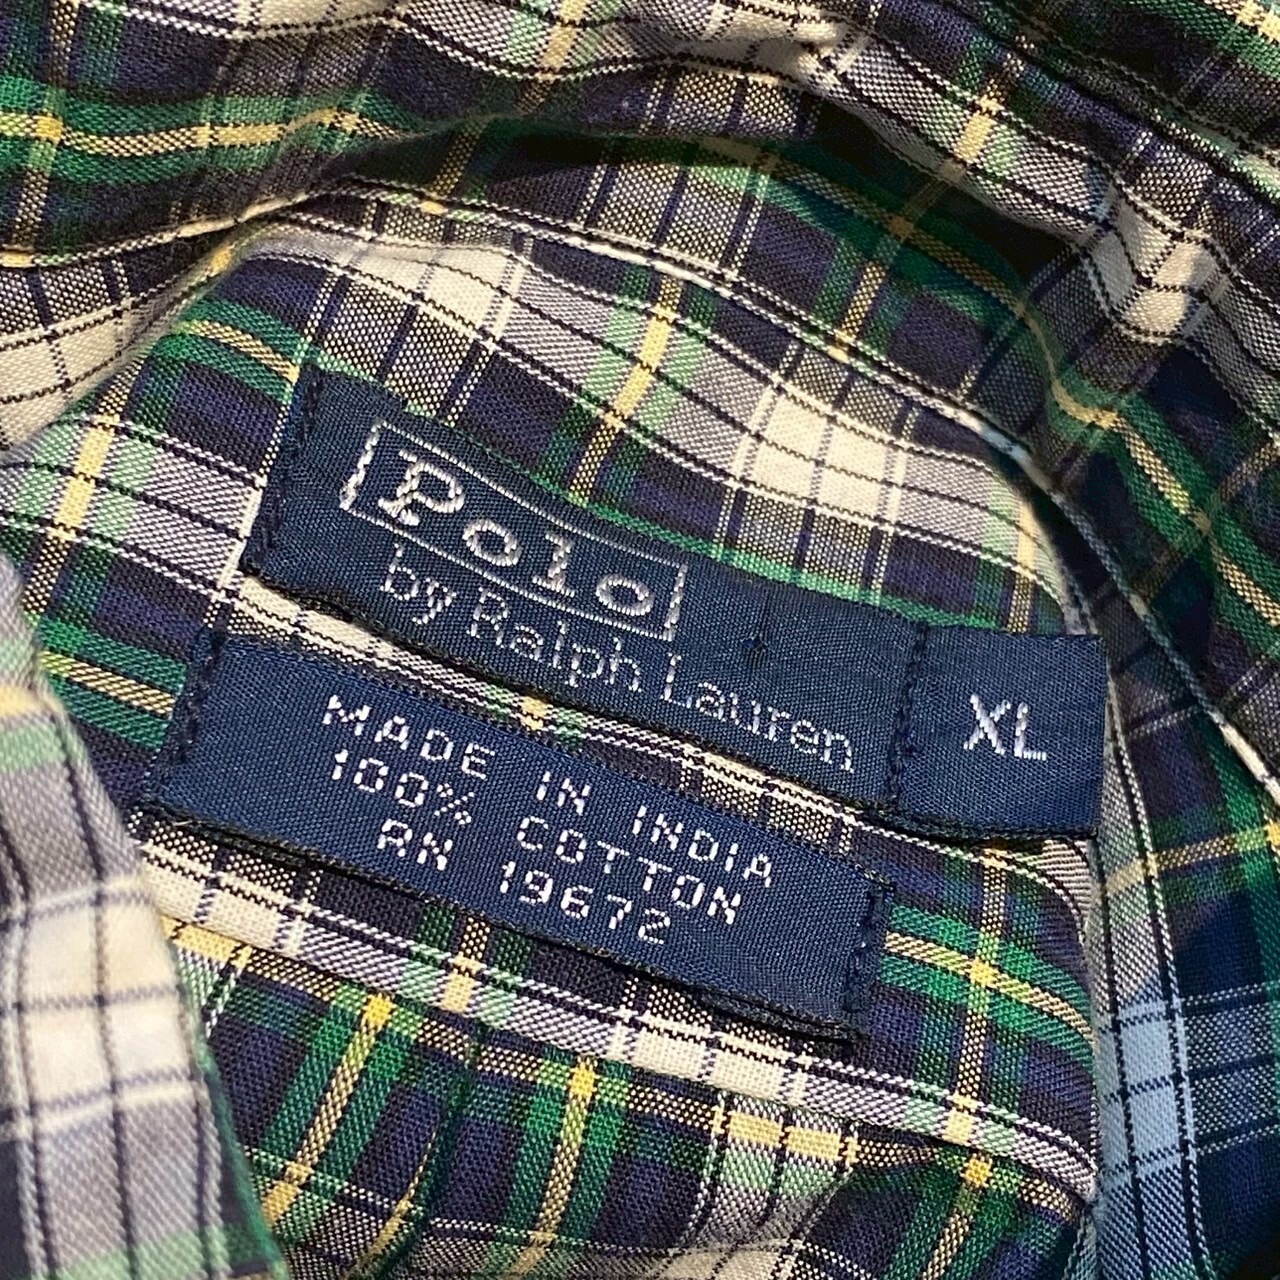 Polo
by Ralph Lauren
XL
MADE IN INDIA
100% COTTON
RN 19672